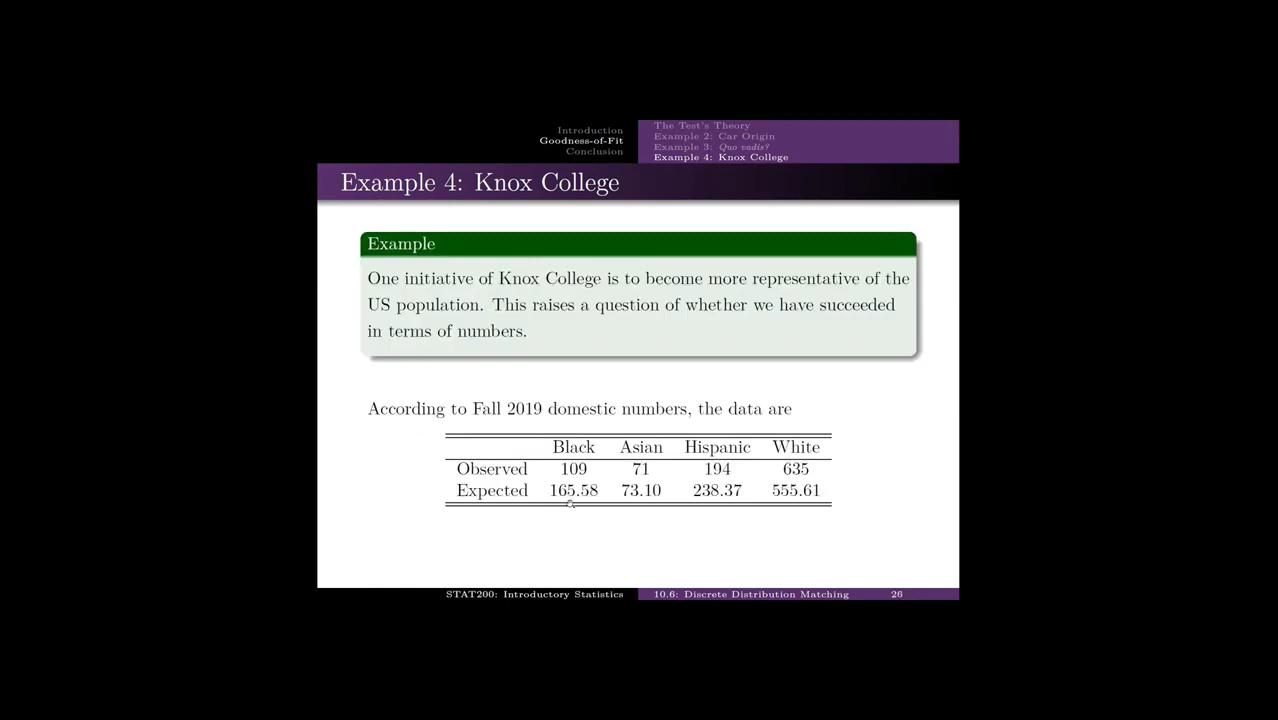 Introduction
Goodness-of-Fit
Conclusion
The Test's Theory
Example 2: Car Origin
Example 3: Quo vadis?
Example 4: Knox College
Example 4: Knox College
Example
One initiative of Knox College is to become more representative of the
US population. This raises a question of whether we have succeeded
in terms of numbers.
According to Fall 2019 domestic numbers, the data are
Black Asian Hispanic White
Observed 109 71 194 635
Expected 165.58 73.10 238.37 555.61
STAT200: Introductory Statistics 10.6: Discrete Distribution Matching 26